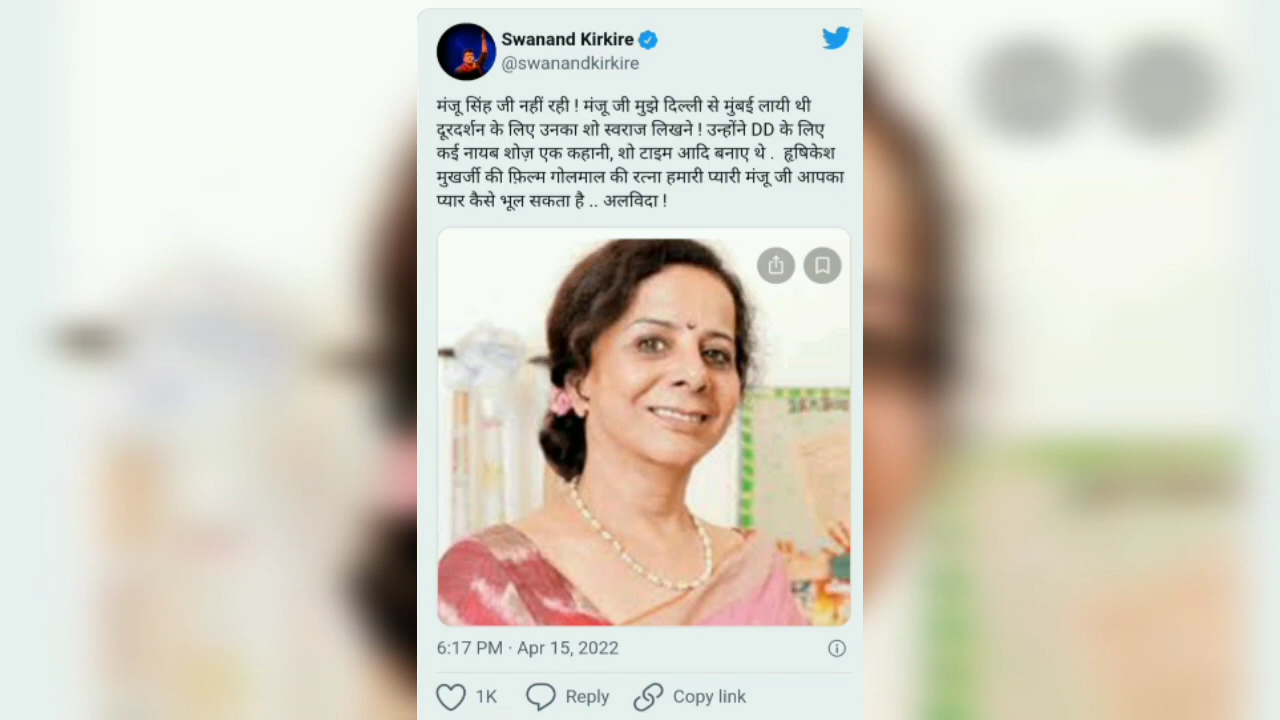 Swanand Kirkire
@swanandkirkire
मंजू सिंह जी नहीं रही ! मंजू जी मुझे दिल्ली से मुंबई लायी थी
दूरदर्शन के लिए उनका शो स्वराज लिखने ! उन्होंने DD के लिए
कई नायब शोज़ एक कहानी, शो टाइम आदि बनाए थे . हृषिकेश
मुखर्जी की फ़िल्म गोलमाल की रत्ना हमारी प्यारी मंजू जी आपका
प्यार कैसे भूल सकता है .. अलविदा !
6:17 PM · Apr 15, 2022
1K Reply Copy link